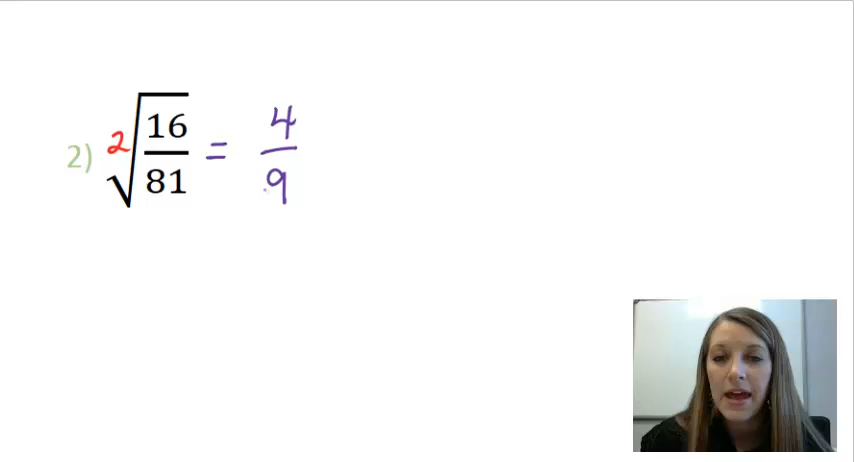 2) ²√(16/81) = 4/9